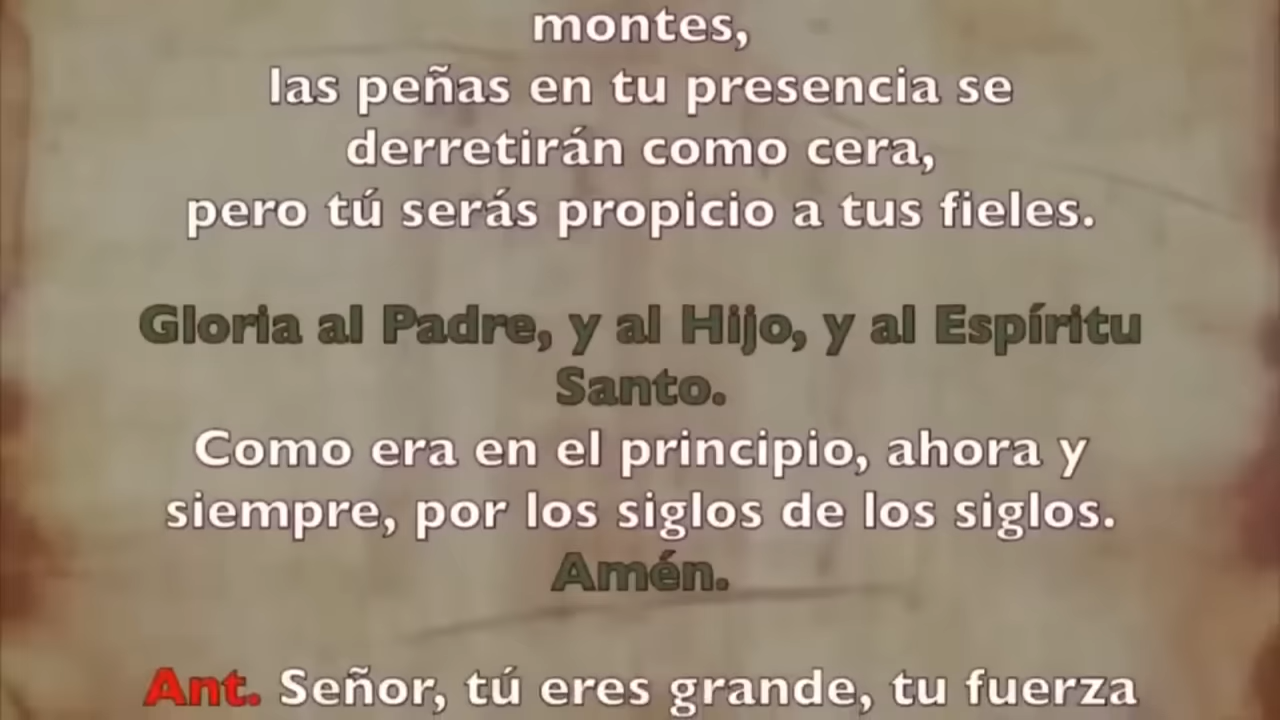 montes,
las peñas en tu presencia se
derretirán como cera,
pero tú serás propicio a tus fieles.
Gloria al Padre, y al Hijo, y al Espíritu
Santo.
Como era en el principio, ahora y
siempre, por los siglos de los siglos.
Amén.
Ant. Señor, tú eres grande, tu fuerza